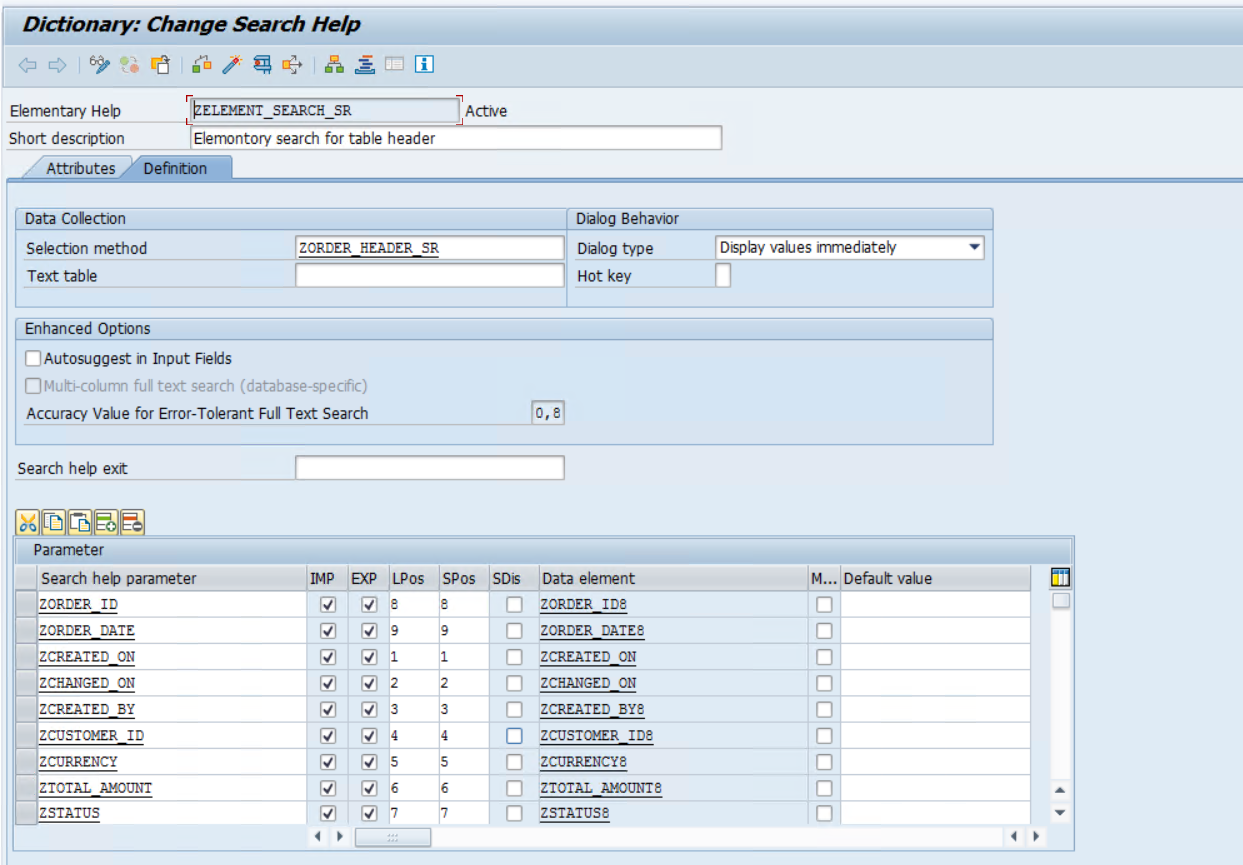 Dictionary: Change Search Help
Elementary Help ZELEMENT_SEARCH_SR Active
Short description Elemontory search for table header
Attributes Definition
Data Collection Dialog Behavior
Selection method ZORDER_HEADER_SR Dialog type Display values immediately
Text table Hot key
Enhanced Options
Autosuggest in Input Fields
Multi-column full text search (database-specific)
Accuracy Value for Error-Tolerant Full Text Search 0,8
Search help exit
Parameter
Search help parameter IMP EXP LPos SPos SDis Data element M... Default value
ZORDER_ID 8 8 ZORDER_ID8
ZORDER_DATE 9 9 ZORDER_DATE8
ZCREATED_ON 1 1 ZCREATED_ON
ZCHANGED_ON 2 2 ZCHANGED_ON
ZCREATED_BY 3 3 ZCREATED_BY8
ZCUSTOMER_ID 4 4 ZCUSTOMER_ID8
ZCURRENCY 5 5 ZCURRENCY8
ZTOTAL_AMOUNT 6 6 ZTOTAL_AMOUNT8
ZSTATUS 7 7 ZSTATUS8